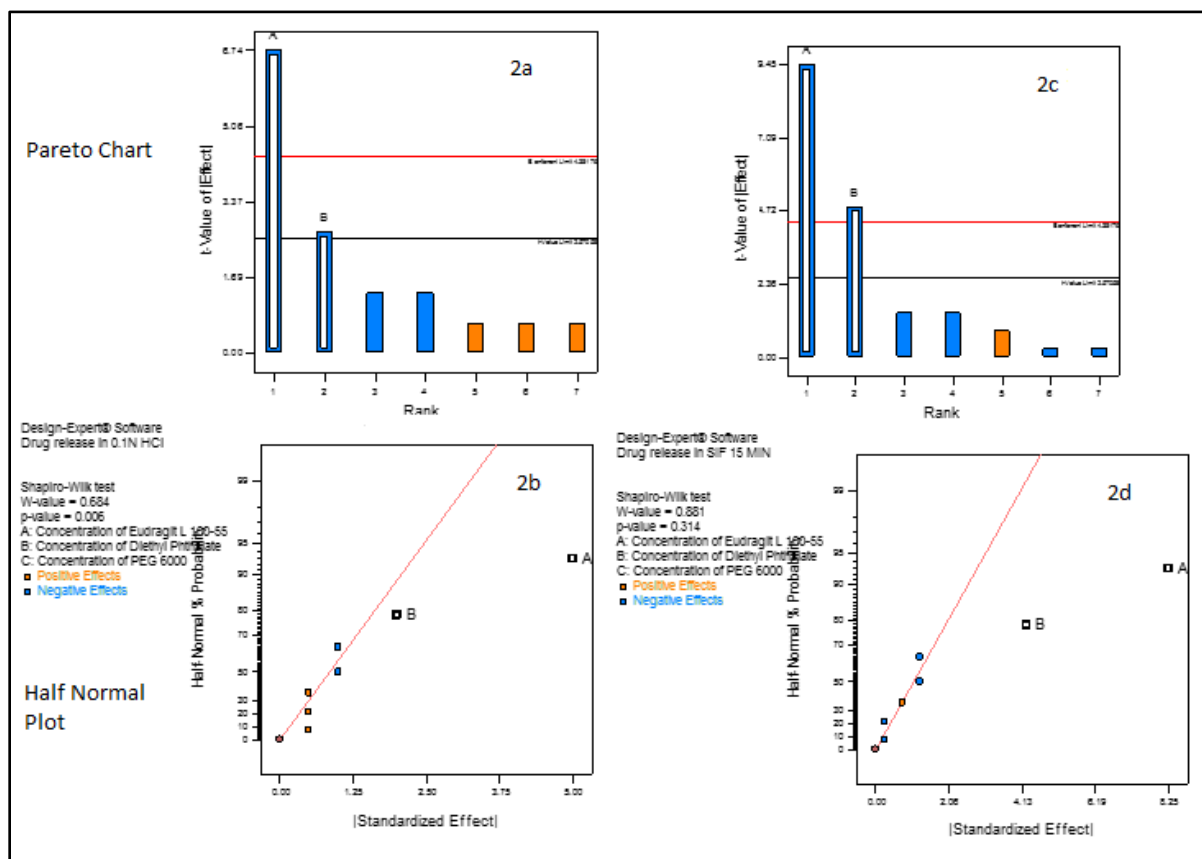 Pareto Chart
2a
A
B
6.74
5.06
3.37
1.69
0.00
t-Value of |Effect|
1 2 3 4 5 6 7
Rank
2c
A
B
9.45
7.09
4.72
2.36
0.00
t-Value of |Effect|
1 2 3 4 5 6 7
Rank
Design-Expert® Software
Drug release in 0.1N HCl
Shapiro-Wilk test
W-value = 0.684
p-value = 0.006
A: Concentration of Eudragit L 100-55
B: Concentration of Diethyl Phthalate
C: Concentration of PEG 6000
Positive Effects
Negative Effects
Half Normal
Plot
2b
A
B
99
95
90
80
70
50
30
20
10
0
Half-Normal % Probability
0.00 1.25 2.50 3.75 5.00
|Standardized Effect|
Design-Expert® Software
Drug release in SIF 15 MIN
Shapiro-Wilk test
W-value = 0.881
p-value = 0.314
A: Concentration of Eudragit L 100-55
B: Concentration of Diethyl Phthalate
C: Concentration of PEG 6000
Positive Effects
Negative Effects
2d
A
B
99
95
90
80
70
50
30
20
10
0
Half-Normal % Probability
0.00 2.06 4.13 6.19 8.25
|Standardized Effect|